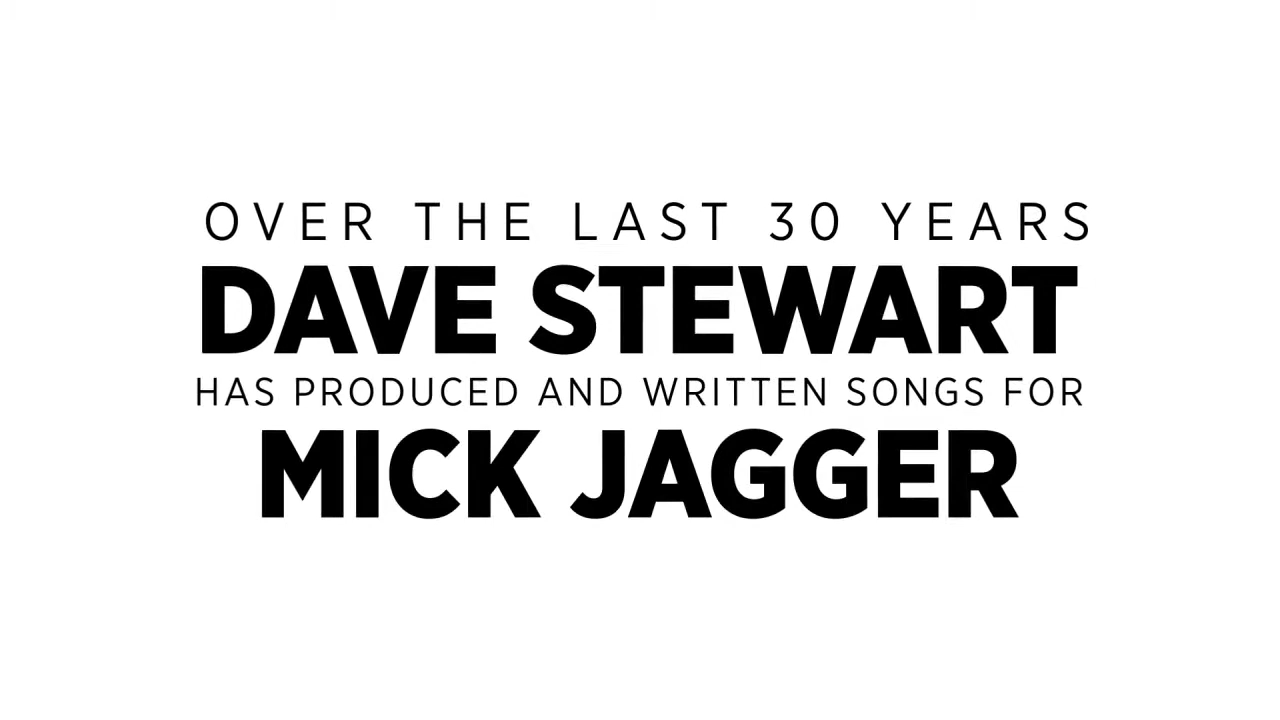 OVER THE LAST 30 YEARS
DAVE STEWART
HAS PRODUCED AND WRITTEN SONGS FOR
MICK JAGGER